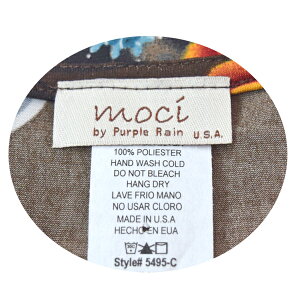 moci
by Purple Rain U.S.A.
100% POLIESTER
HAND WASH COLD
DO NOT BLEACH
HANG DRY
LAVE FRIO MANO
NO USAR CLORO
MADE IN U.S.A
HECHO EN EUA
Style# 5495-C